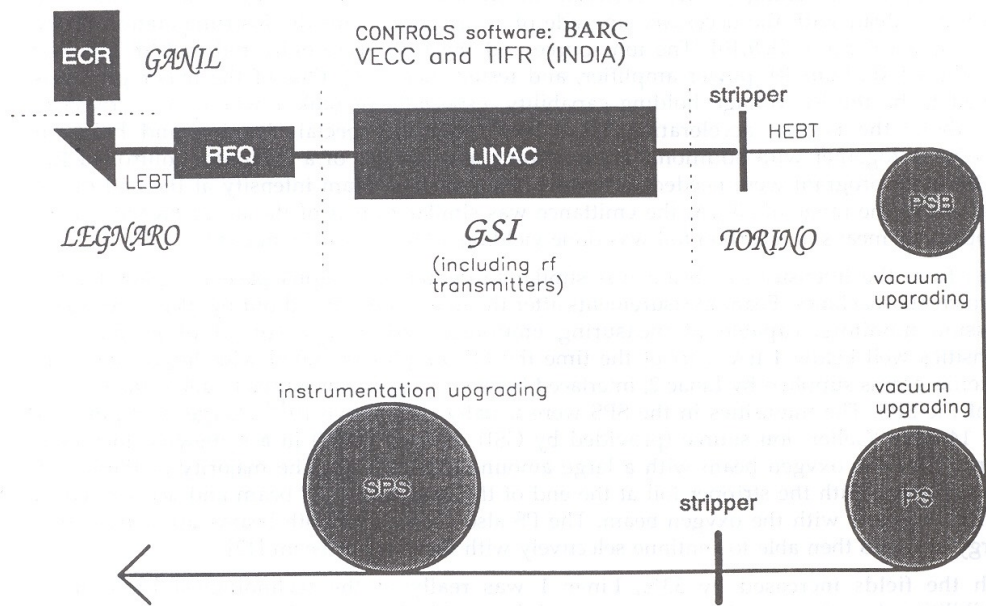 ECR
GANIL
CONTROLS software: BARC
VECC and TIFR (INDIA)
stripper
HEBT
RFQ
LINAC
LEBT
PSB
LEGNARO
GSI
(including rf
transmitters)
TORINO
vacuum
upgrading
instrumentation upgrading
vacuum
upgrading
SPS
PS
stripper